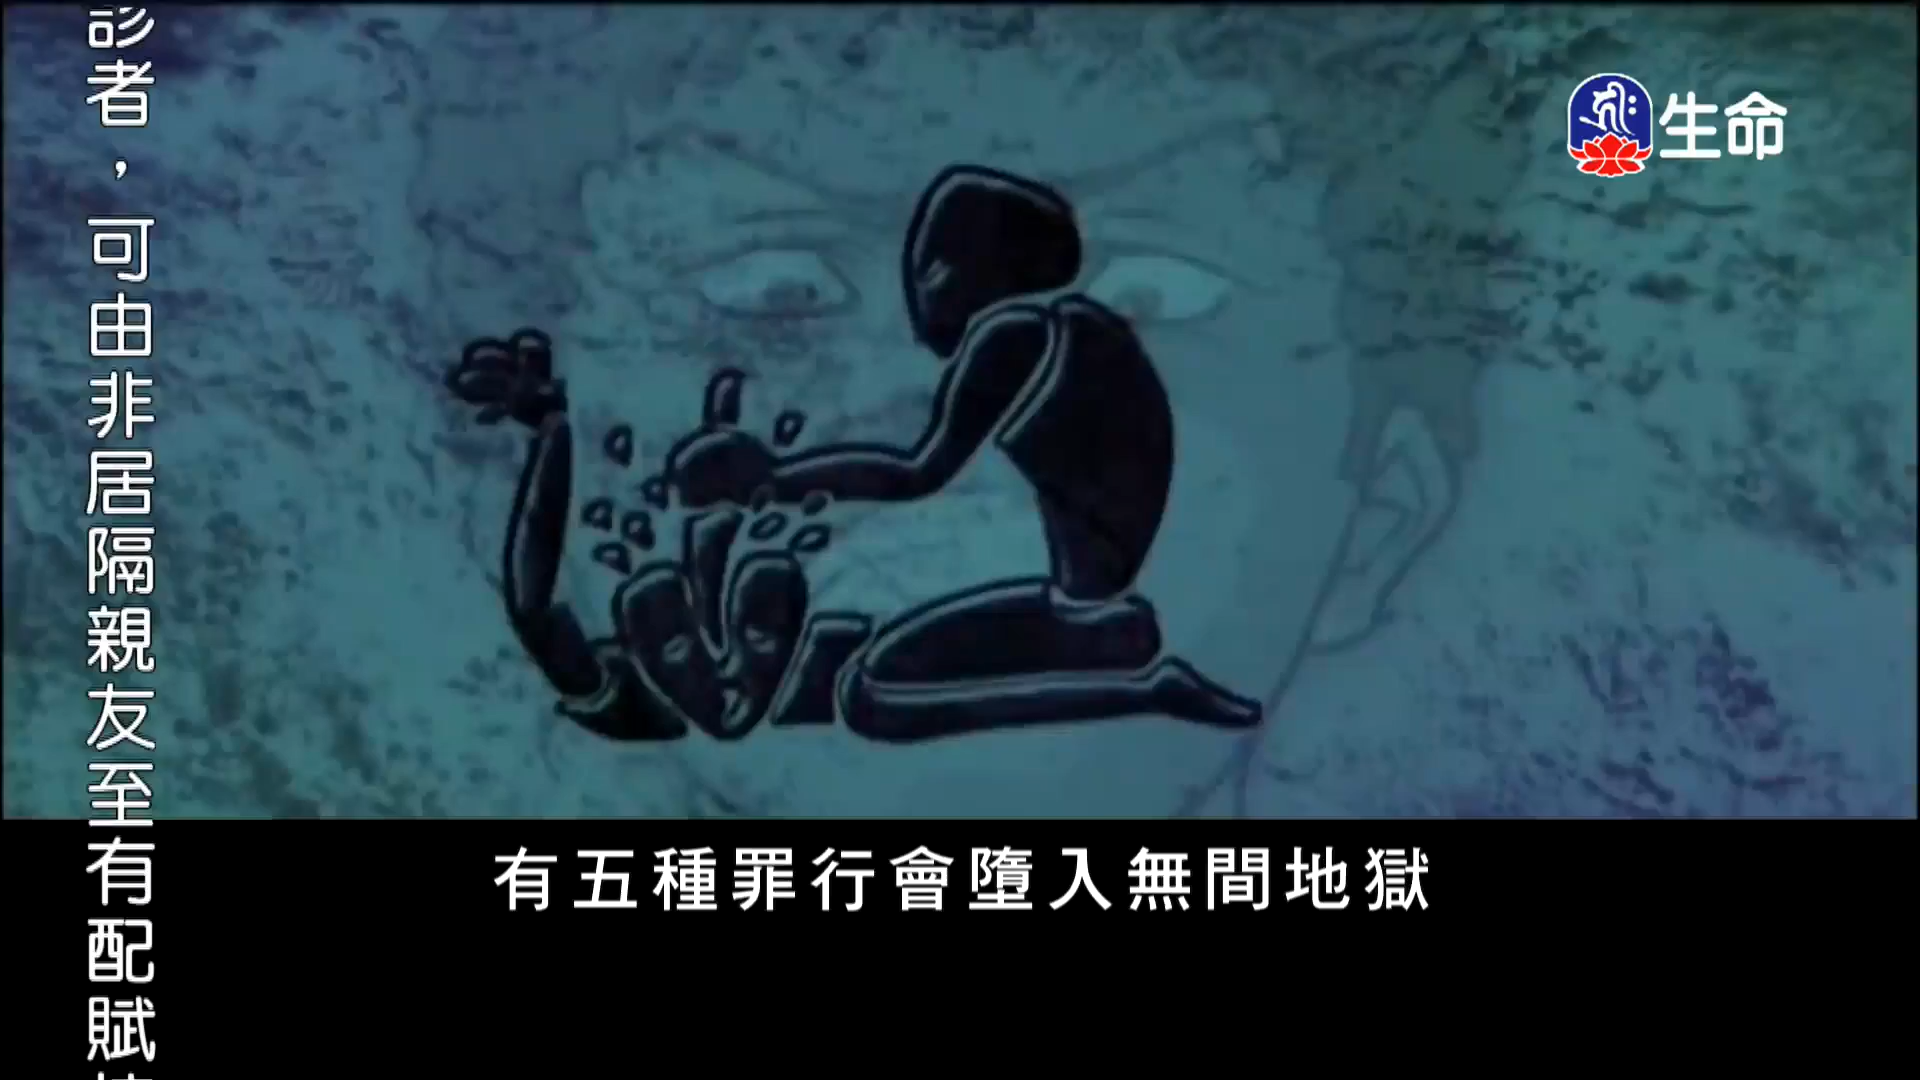 生命
診者，可由非居隔親友至有配賦
有五種罪行會墮入無間地獄